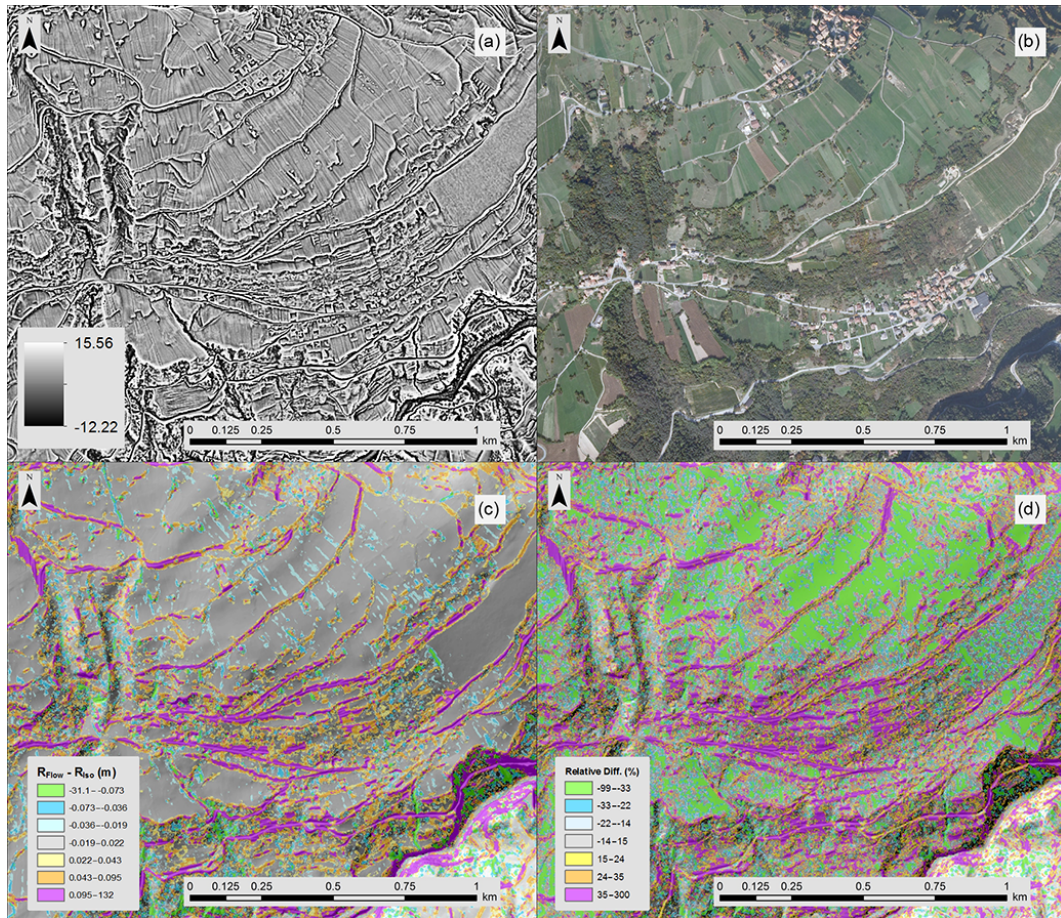 N
(a)
15.56
-12.22
0 0.125 0.25 0.5 0.75 1
km
N
(b)
0 0.125 0.25 0.5 0.75 1
km
N
(c)
R_Flow - R_Iso (m)
-31.1 - -0.073
-0.073--0.036
-0.036--0.019
-0.019-0.022
0.022-0.043
0.043-0.095
0.095-132
0 0.125 0.25 0.5 0.75 1
km
N
(d)
Relative Diff. (%)
-99--33
-33--22
-22--14
-14-15
15-24
24-35
35-300
0 0.125 0.25 0.5 0.75 1
km